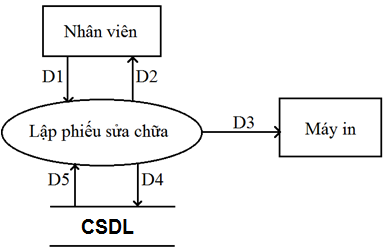 Nhân viên
D1
D2
Lập phiếu sửa chữa
D3
Máy in
D5
D4
CSDL